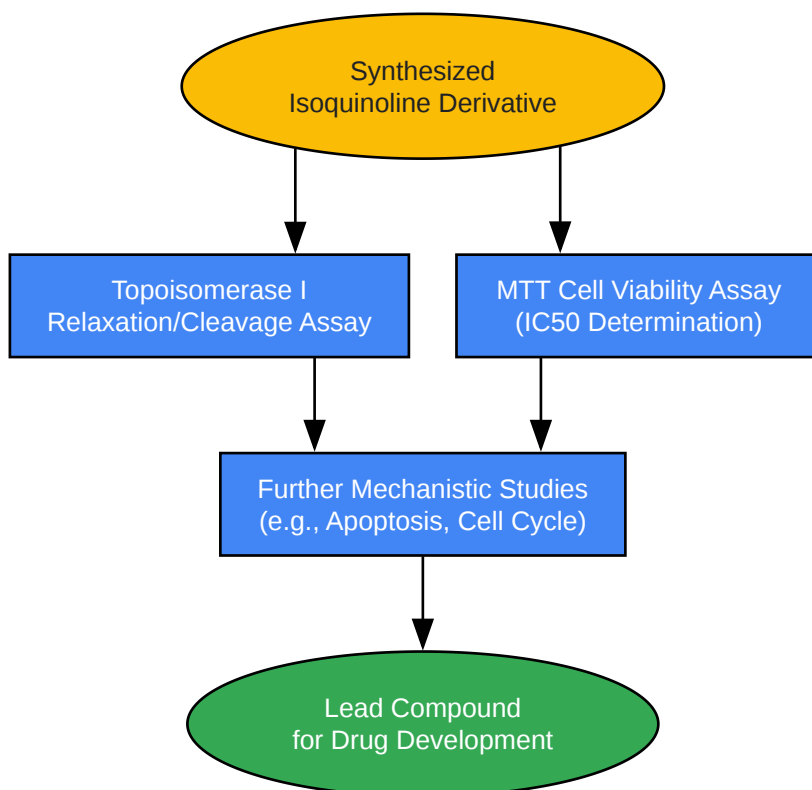 Synthesized
Isoquinoline Derivative
Topoisomerase I
Relaxation/Cleavage Assay
MTT Cell Viability Assay
(IC50 Determination)
Further Mechanistic Studies
(e.g., Apoptosis, Cell Cycle)
Lead Compound
for Drug Development